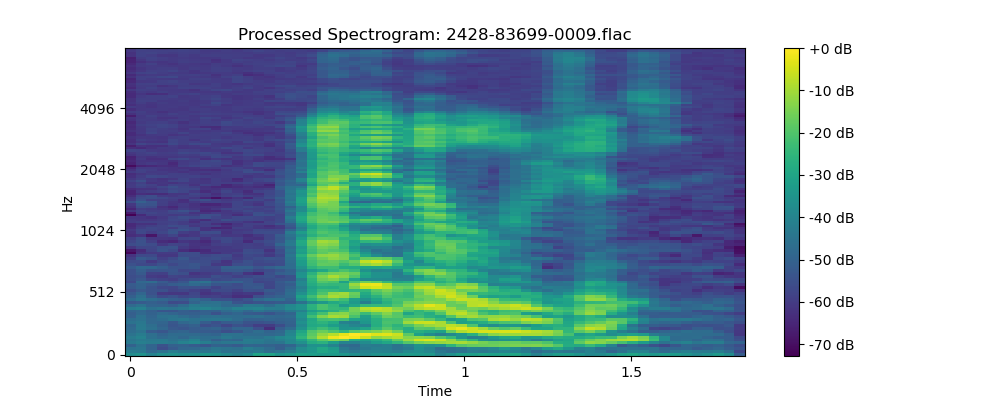 Processed Spectrogram: 2428-83699-0009.flac
+0 dB
4096
-10 dB
-20 dB
2048
-30 dB
Hz
1024
-40 dB
-50 dB
512
-60 dB
0
-70 dB
0 0.5 1 1.5
Time